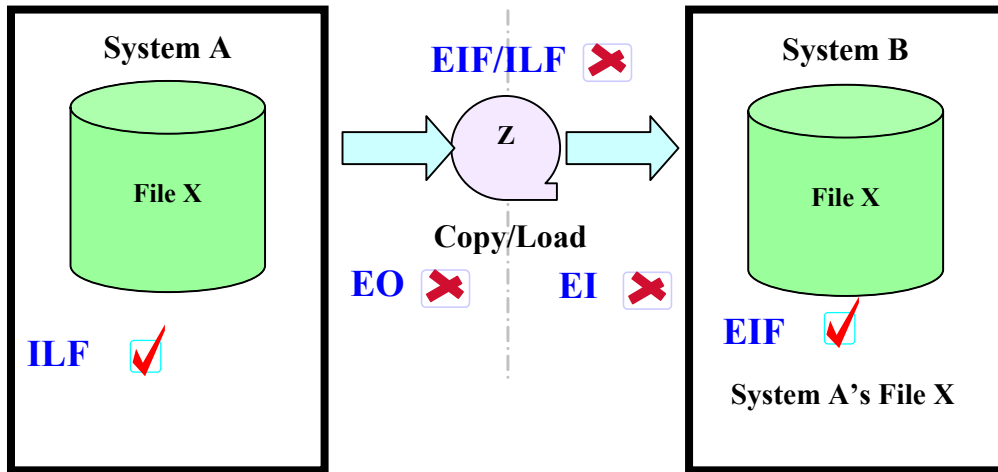 System A
File X
ILF
EIF/ILF
Z
Copy/Load
EO
EI
System B
File X
EIF
System A’s File X